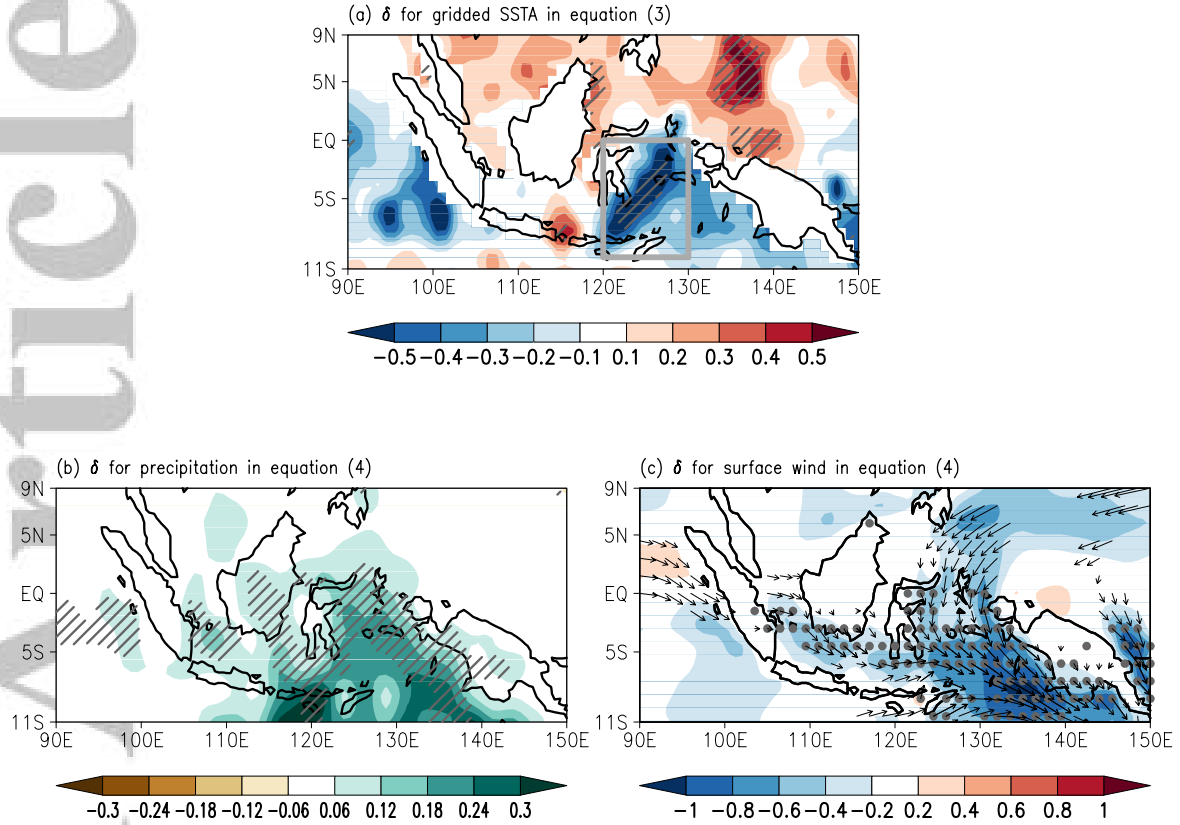 (a) δ for gridded SSTA in equation (3)
9N
5N
EQ
5S
11S
90E 100E 110E 120E 130E 140E 150E
−0.5 −0.4 −0.3 −0.2 −0.1 0.1 0.2 0.3 0.4 0.5
(b) δ for precipitation in equation (4)
9N
5N
EQ
5S
11S
90E 100E 110E 120E 130E 140E 150E
−0.3 −0.24 −0.18 −0.12 −0.06 0.06 0.12 0.18 0.24 0.3
(c) δ for surface wind in equation (4)
9N
5N
EQ
5S
11S
90E 100E 110E 120E 130E 140E 150E
−1 −0.8 −0.6 −0.4 −0.2 0.2 0.4 0.6 0.8 1
Article